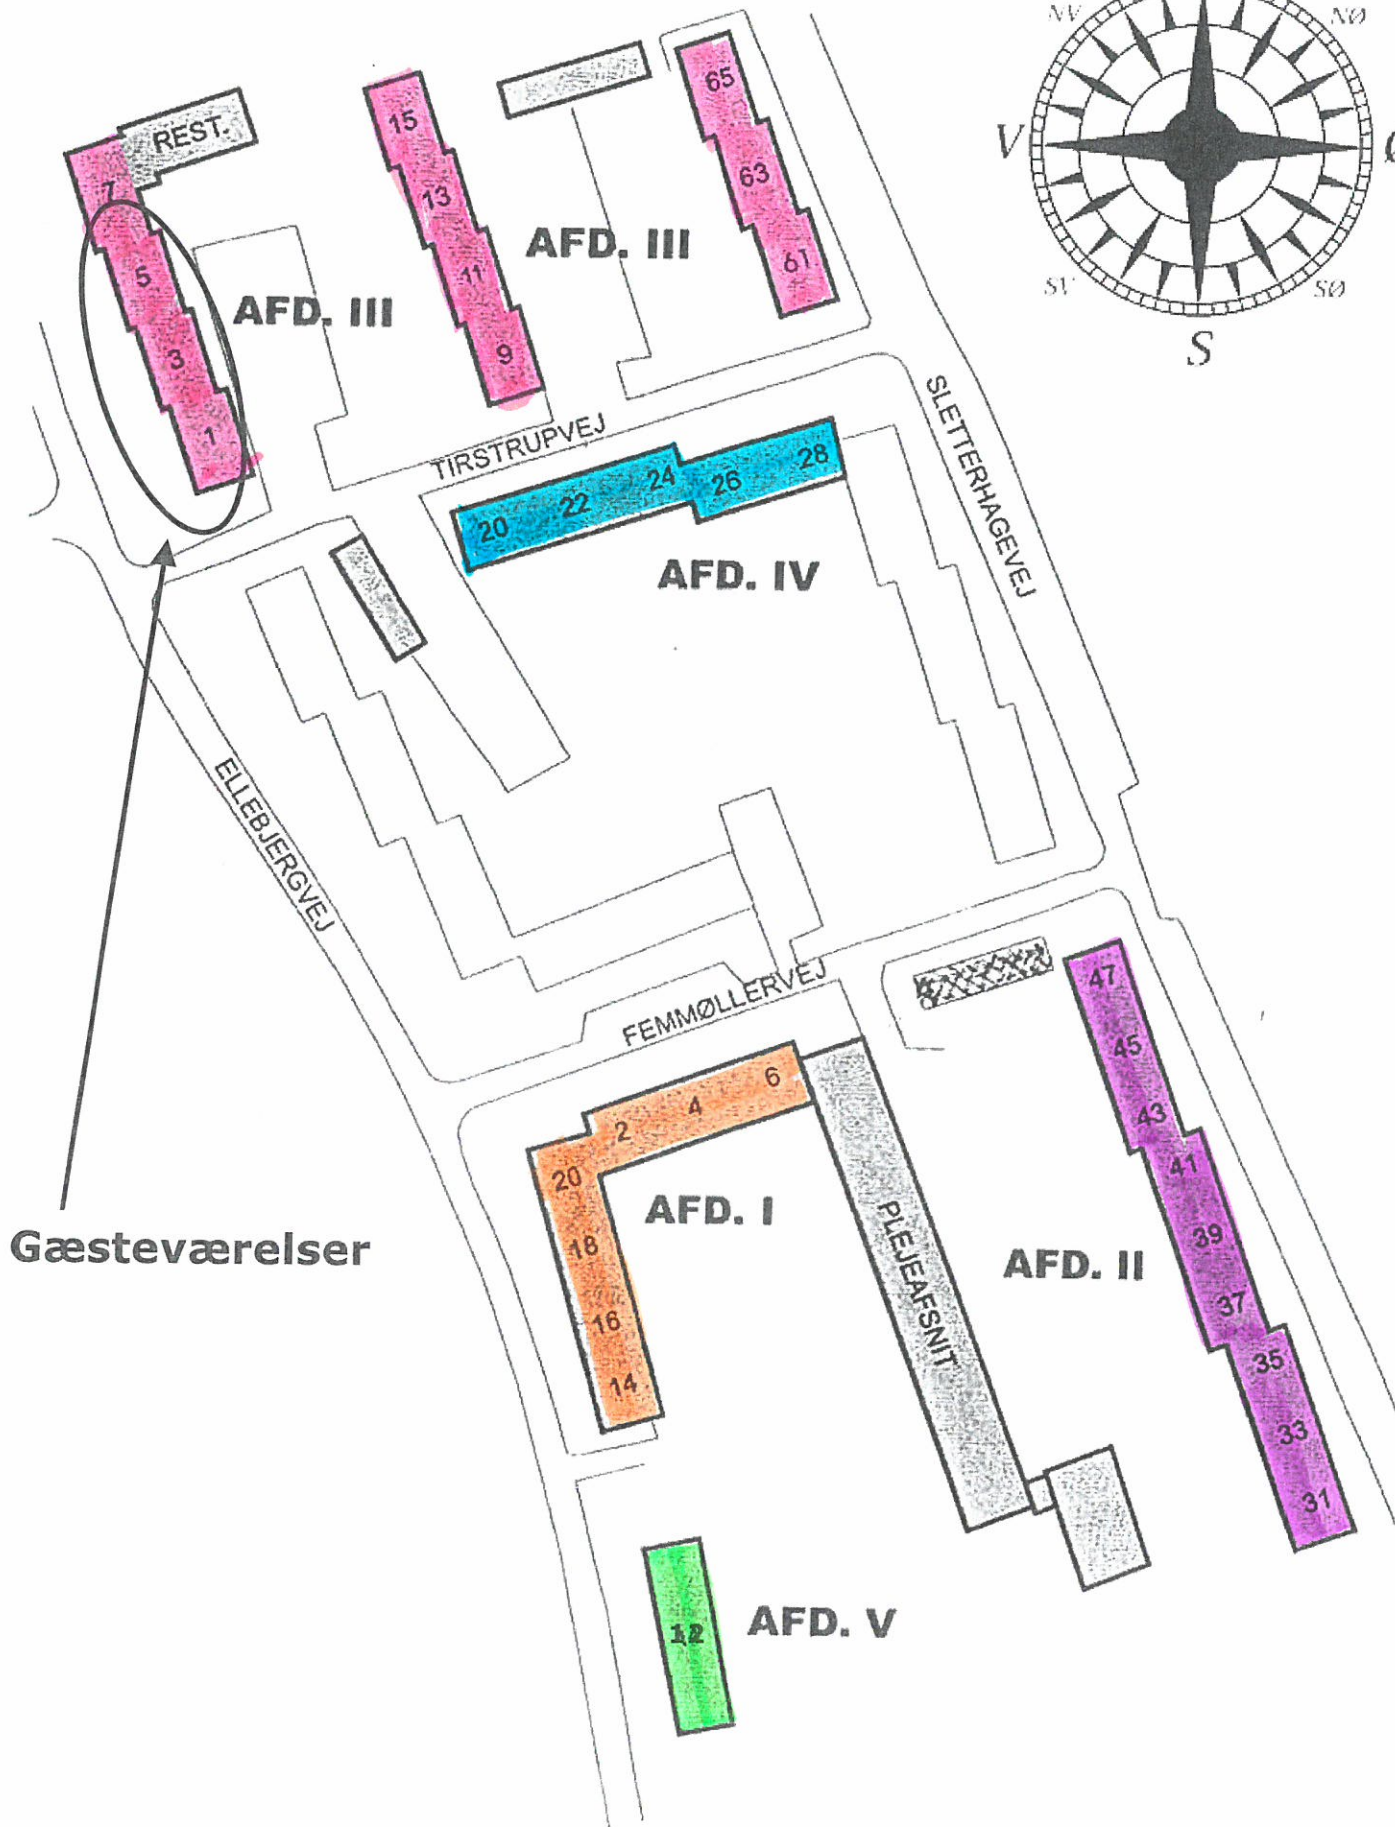 NV
NØ
V
Ø
SV
SØ
S
REST.
7
5
3
1
AFD. III
15
13
11
9
AFD. III
65
63
61
TIRSTRUPVEJ
SLETTERHAGEVEJ
20 22 24 26 28
AFD. IV
ELLEBJERGVEJ
FEMMØLLERVEJ
Gæsteværelser
2 4 6
20
18
16
14
AFD. I
PLEJEAFSNIT
47
45
43
41
39
37
35
33
31
AFD. II
12
AFD. V